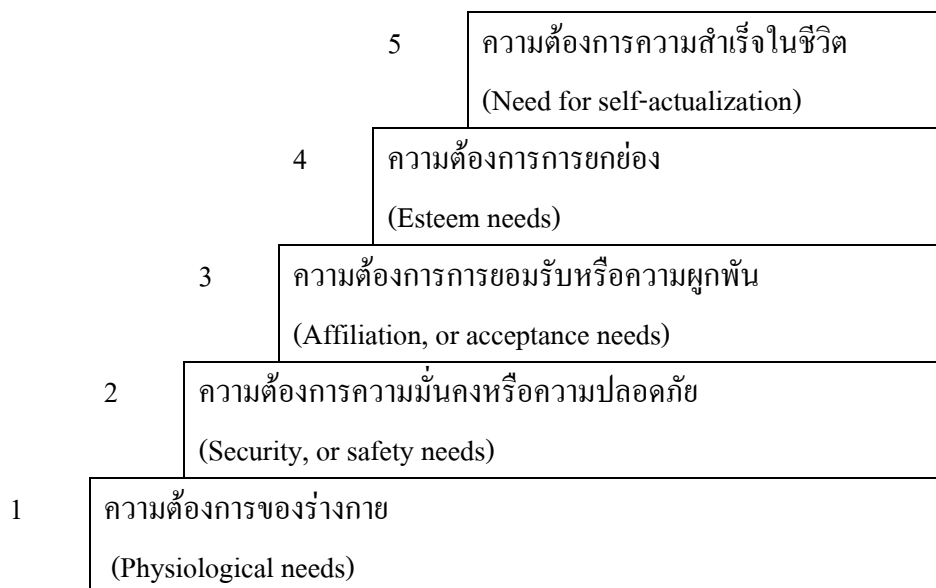 5 ความต้องการความสำเร็จในชีวิต
(Need for self-actualization)
4 ความต้องการการยกย่อง
(Esteem needs)
3 ความต้องการการยอมรับหรือความผูกพัน
(Affiliation, or acceptance needs)
2 ความต้องการความมั่นคงหรือความปลอดภัย
(Security, or safety needs)
1 ความต้องการของร่างกาย
(Physiological needs)